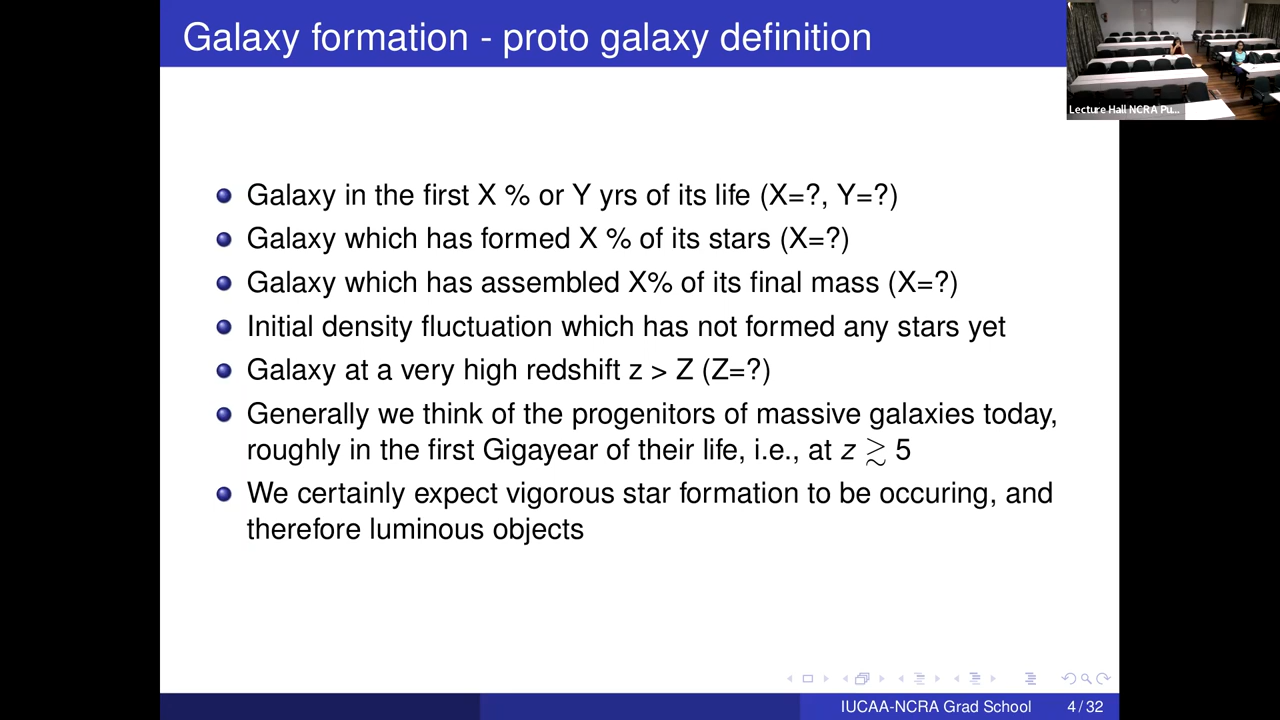 Galaxy formation - proto galaxy definition
Lecture Hall NCRA Pu...
Galaxy in the first X % or Y yrs of its life (X=?, Y=?)
Galaxy which has formed X % of its stars (X=?)
Galaxy which has assembled X% of its final mass (X=?)
Initial density fluctuation which has not formed any stars yet
Galaxy at a very high redshift z > Z (Z=?)
Generally we think of the progenitors of massive galaxies today,
roughly in the first Gigayear of their life, i.e., at z ≳ 5
We certainly expect vigorous star formation to be occuring, and
therefore luminous objects
IUCAA-NCRA Grad School 4 / 32